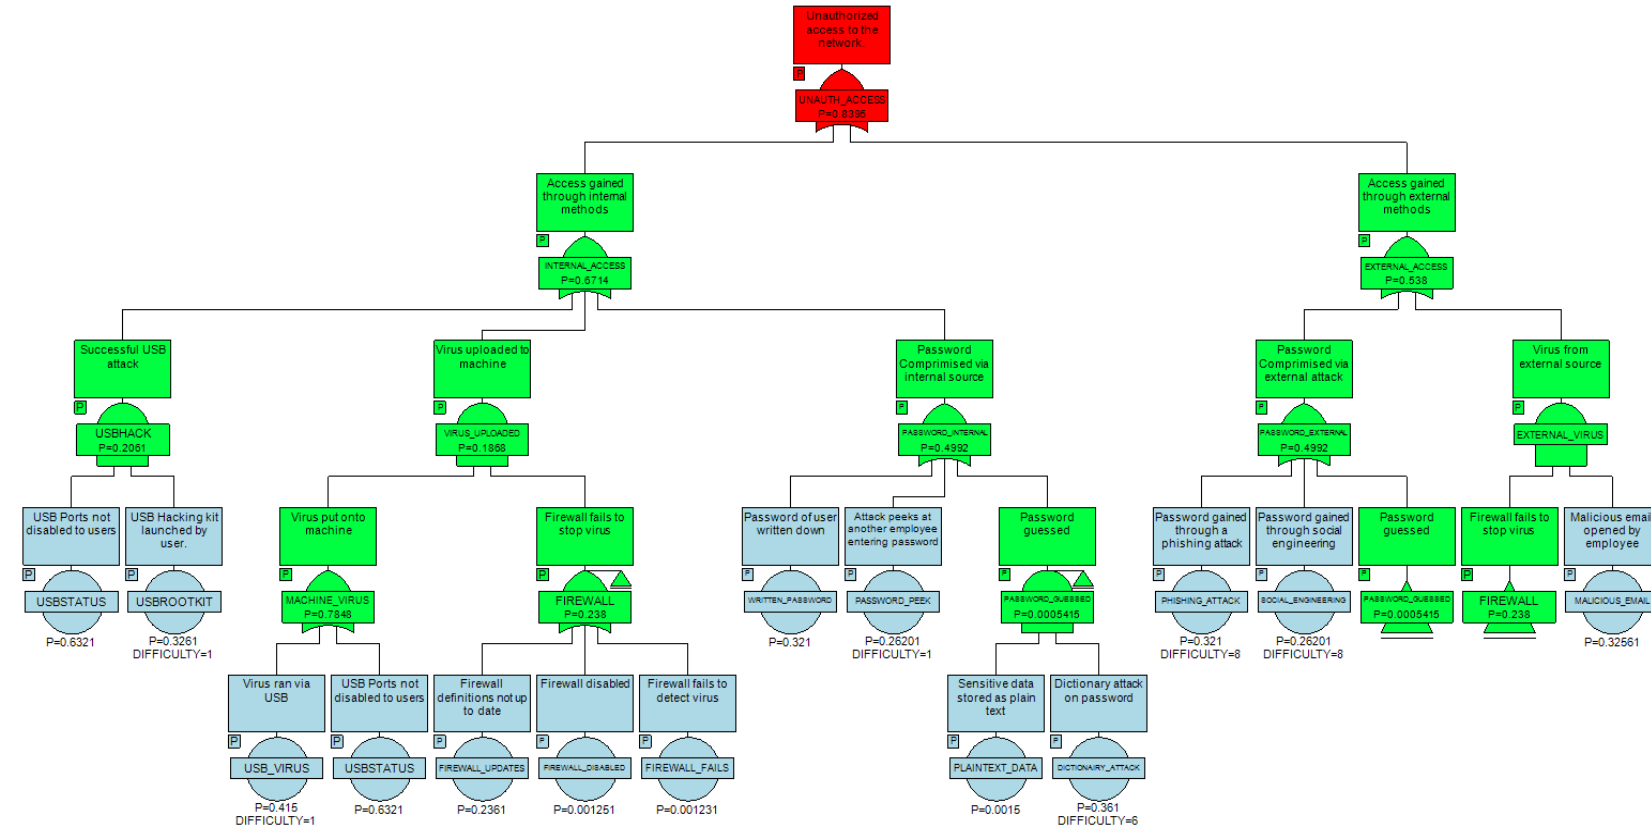 Unauthorized
access to the
network.
P
UNAUTH_ACCESS
P=0.8395
Access gained
through internal
methods
P
INTERNAL_ACCESS
P=0.6714
Access gained
through external
methods
P
EXTERNAL_ACCESS
P=0.538
Successful USB
attack
P
USBHACK
P=0.2061
Virus uploaded to
machine
P
VIRUS_UPLOADED
P=0.1868
Password
Comprimised via
internal source
P
PASSWORD_INTERNAL
P=0.4992
Password
Comprimised via
external attack
P
PASSWORD_EXTERNAL
P=0.4992
Virus from
external source
P
EXTERNAL_VIRUS
USB Ports not
disabled to users
P
USBSTATUS
P=0.6321
USB Hacking kit
launched by
user.
P
USBROOTKIT
P=0.3261
DIFFICULTY=1
Virus put onto
machine
P
MACHINE_VIRUS
P=0.7848
Firewall fails to
stop virus
P
FIREWALL
P=0.238
Password of user
written down
P
WRITTEN_PASSWORD
P=0.321
Attack peeks at
another employee
entering password
P
PASSWORD_PEEK
P=0.26201
DIFFICULTY=1
Password
guessed
P
PASSWORD_GUESSED
P=0.0005415
Password gained
through a
phishing attack
P
PHISHING_ATTACK
P=0.321
DIFFICULTY=8
Password gained
through social
engineering
P
SOCIAL_ENGINEERING
P=0.26201
DIFFICULTY=8
Password
guessed
P
PASSWORD_GUESSED
P=0.0005415
Firewall fails to
stop virus
P
FIREWALL
P=0.238
Malicious email
opened by
employee
P
MALICIOUS_EMAIL
P=0.32561
Virus ran via
USB
P
USB_VIRUS
P=0.415
DIFFICULTY=1
USB Ports not
disabled to users
P
USBSTATUS
P=0.6321
Firewall
definitions not up
to date
P
FIREWALL_UPDATES
P=0.2361
Firewall disabled
P
FIREWALL_DISABLED
P=0.001251
Firewall fails to
detect virus
P
FIREWALL_FAILS
P=0.001231
Sensitive data
stored as plain
text
P
PLAINTEXT_DATA
P=0.0015
Dictionary attack
on password
P
DICTIONAIRY_ATTACK
P=0.361
DIFFICULTY=6